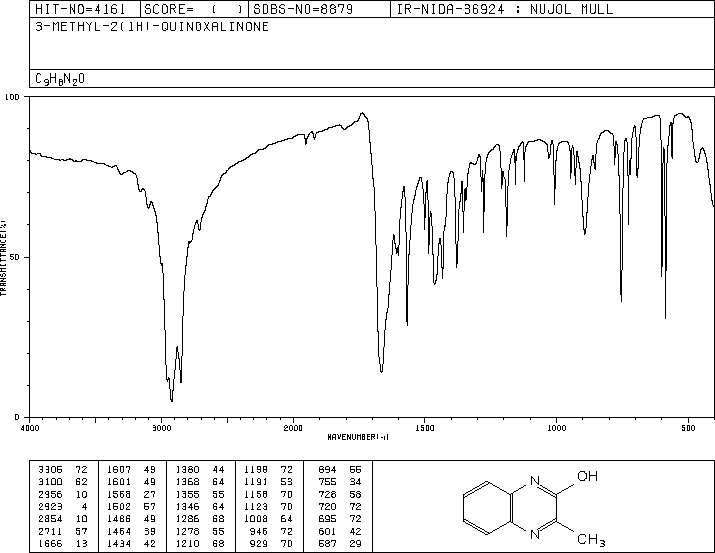 HIT-NO=4161 SCORE= ( ) SDBS-NO=8879 IR-NIDA-36924 : NUJOL MULL
3-METHYL-2(1H)-QUINOXALINONE
C9H8N2O
100
50
0
TRANSMITTANCE(%)
4000 3000 2000 1500 1000 500
WAVENUMBER(-1)
3305 72 1607 49 1380 44 1198 72 894 55
3100 62 1601 49 1368 64 1191 53 755 34
2956 10 1568 27 1355 55 1158 70 728 58
2923 4 1502 57 1346 64 1123 70 720 72
2854 10 1486 49 1286 68 1008 64 695 72
2711 57 1464 39 1278 55 946 72 601 42
1666 13 1434 42 1210 68 929 70 587 29
N
OH
N
CH3